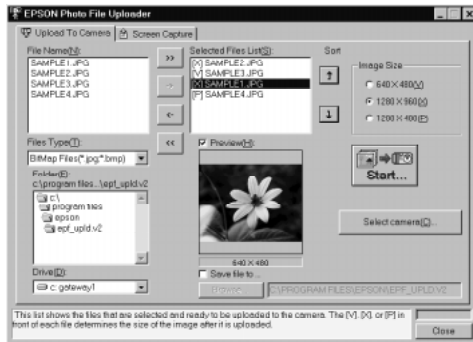 EPSON Photo File Uploader
Upload To Camera
Screen Capture
File Name(N):
SAMPLE1.JPG
SAMPLE2.JPG
SAMPLE3.JPG
SAMPLE4.JPG
>>
->
<-
<<
Selected Files List(S):
[X] SAMPLE2.JPG
[V] SAMPLE3.JPG
[X] SAMPLE1.JPG
[P] SAMPLE4.JPG
Sort
Image Size
640×480(V)
1280×960(X)
1200×400(P)
Files Type(T):
BitMap Files(*.jpg;*.bmp)
Folder(F):
c:\program files..\epf_upld.v2
c:\
program files
epson
epf_upld.v2
Drive(D):
c: gateway1
Preview(H):
640×480
Save file to ...
Browse...
C:\PROGRAM FILES\EPSON\EPF_UPLD.V2
Start...
Select camera(C)...
This list shows the files that are selected and ready to be uploaded to the camera. The [V], [X], or [P] in
front of each file determines the size of the image after it is uploaded.
Close